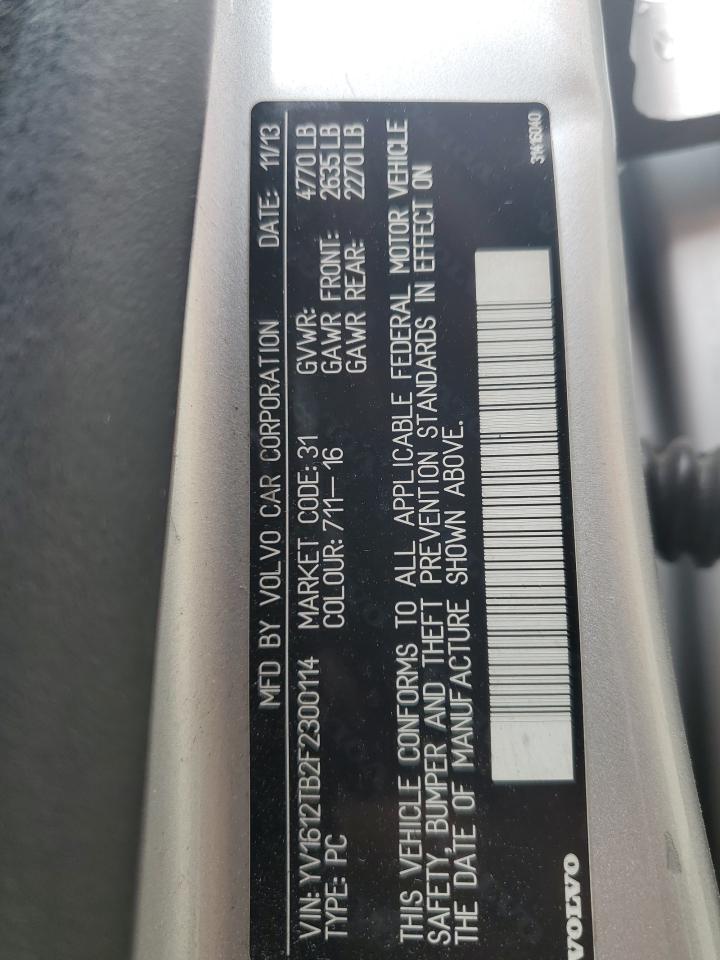 MFD BY VOLVO CAR CORPORATION DATE: 11/13
VIN: YV1612TB2F2300114 MARKET CODE: 31 GVWR: 4770 LB
TYPE: PC COLOUR: 711-16 GAWR FRONT: 2635 LB
GAWR REAR: 2270 LB
THIS VEHICLE CONFORMS TO ALL APPLICABLE FEDERAL MOTOR VEHICLE
SAFETY, BUMPER AND THEFT PREVENTION STANDARDS IN EFFECT ON
THE DATE OF MANUFACTURE SHOWN ABOVE.
VOLVO
31416040